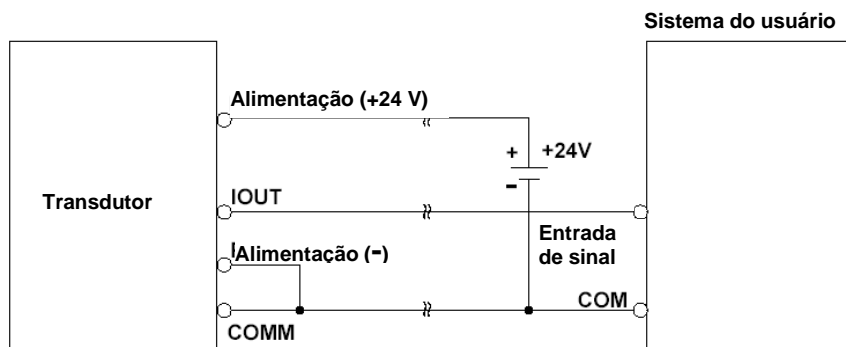 Sistema do usuário
Alimentação (+24 V)
+ +24V
-
Transdutor
IOUT
Entrada
de sinal
Alimentação (-)
COM
COMM